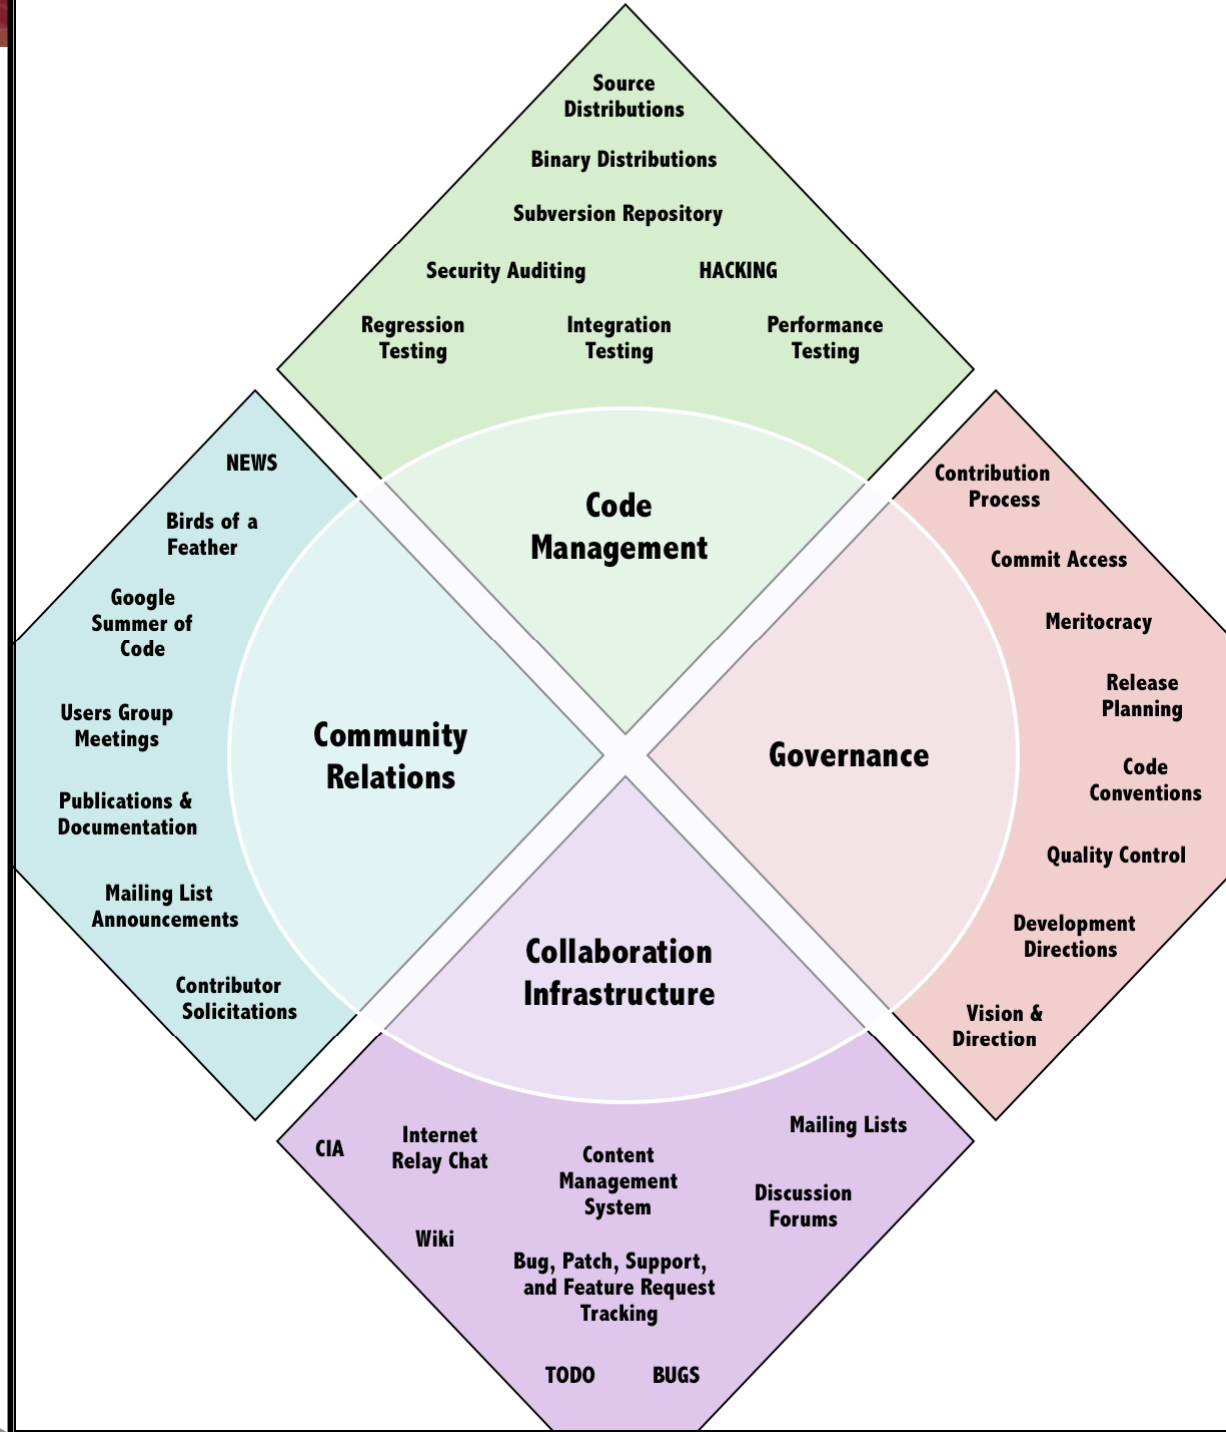 Source
Distributions
Binary Distributions
Subversion Repository
Security Auditing
HACKING
Regression
Testing
Integration
Testing
Performance
Testing
Code
Management
NEWS
Birds of a
Feather
Google
Summer of
Code
Users Group
Meetings
Publications &
Documentation
Mailing List
Announcements
Contributor
Solicitations
Community
Relations
Governance
Contribution
Process
Commit Access
Meritocracy
Release
Planning
Code
Conventions
Quality Control
Development
Directions
Vision &
Direction
Collaboration
Infrastructure
CIA
Internet
Relay Chat
Wiki
Content
Management
System
Mailing Lists
Discussion
Forums
Bug, Patch, Support,
and Feature Request
Tracking
TODO
BUGS